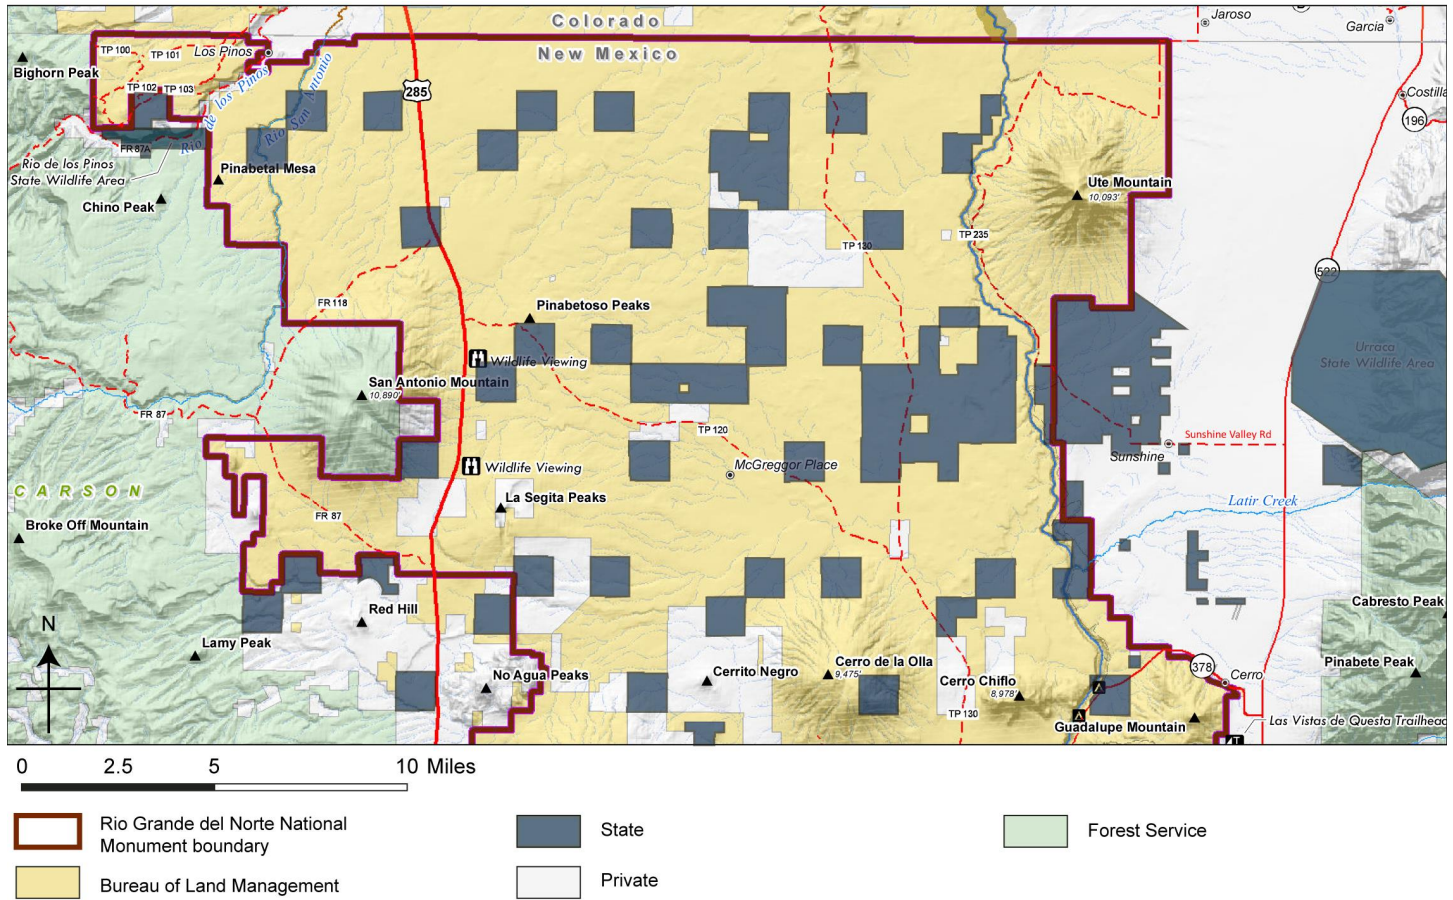 Colorado
New Mexico
Jaroso
Garcia
Bighorn Peak
TP 100
TP 101
Los Pinos
TP 102
TP 103
Rio de los Pinos
Rio San Antonio
285
Costilla
196
FR 87A
Rio de los Pinos
State Wildlife Area
Pinabetal Mesa
Chino Peak
Ute Mountain
10,093'
TP 130
TP 235
522
FR 118
Pinabetoso Peaks
Wildlife Viewing
Urraca
State Wildlife Area
San Antonio Mountain
10,890'
FR 87
TP 120
Sunshine Valley Rd
Sunshine
McGreggor Place
Wildlife Viewing
CARSON
La Segita Peaks
Latir Creek
FR 87
Broke Off Mountain
Red Hill
Cabresto Peak
N
Lamy Peak
No Agua Peaks
Cerrito Negro
Cerro de la Olla
9,475'
Cerro Chiflo
8,978'
378
Cerro
Pinabete Peak
TP 130
Guadalupe Mountain
Las Vistas de Questa Trailhead
0 2.5 5 10 Miles
Rio Grande del Norte National
Monument boundary
State
Forest Service
Bureau of Land Management
Private